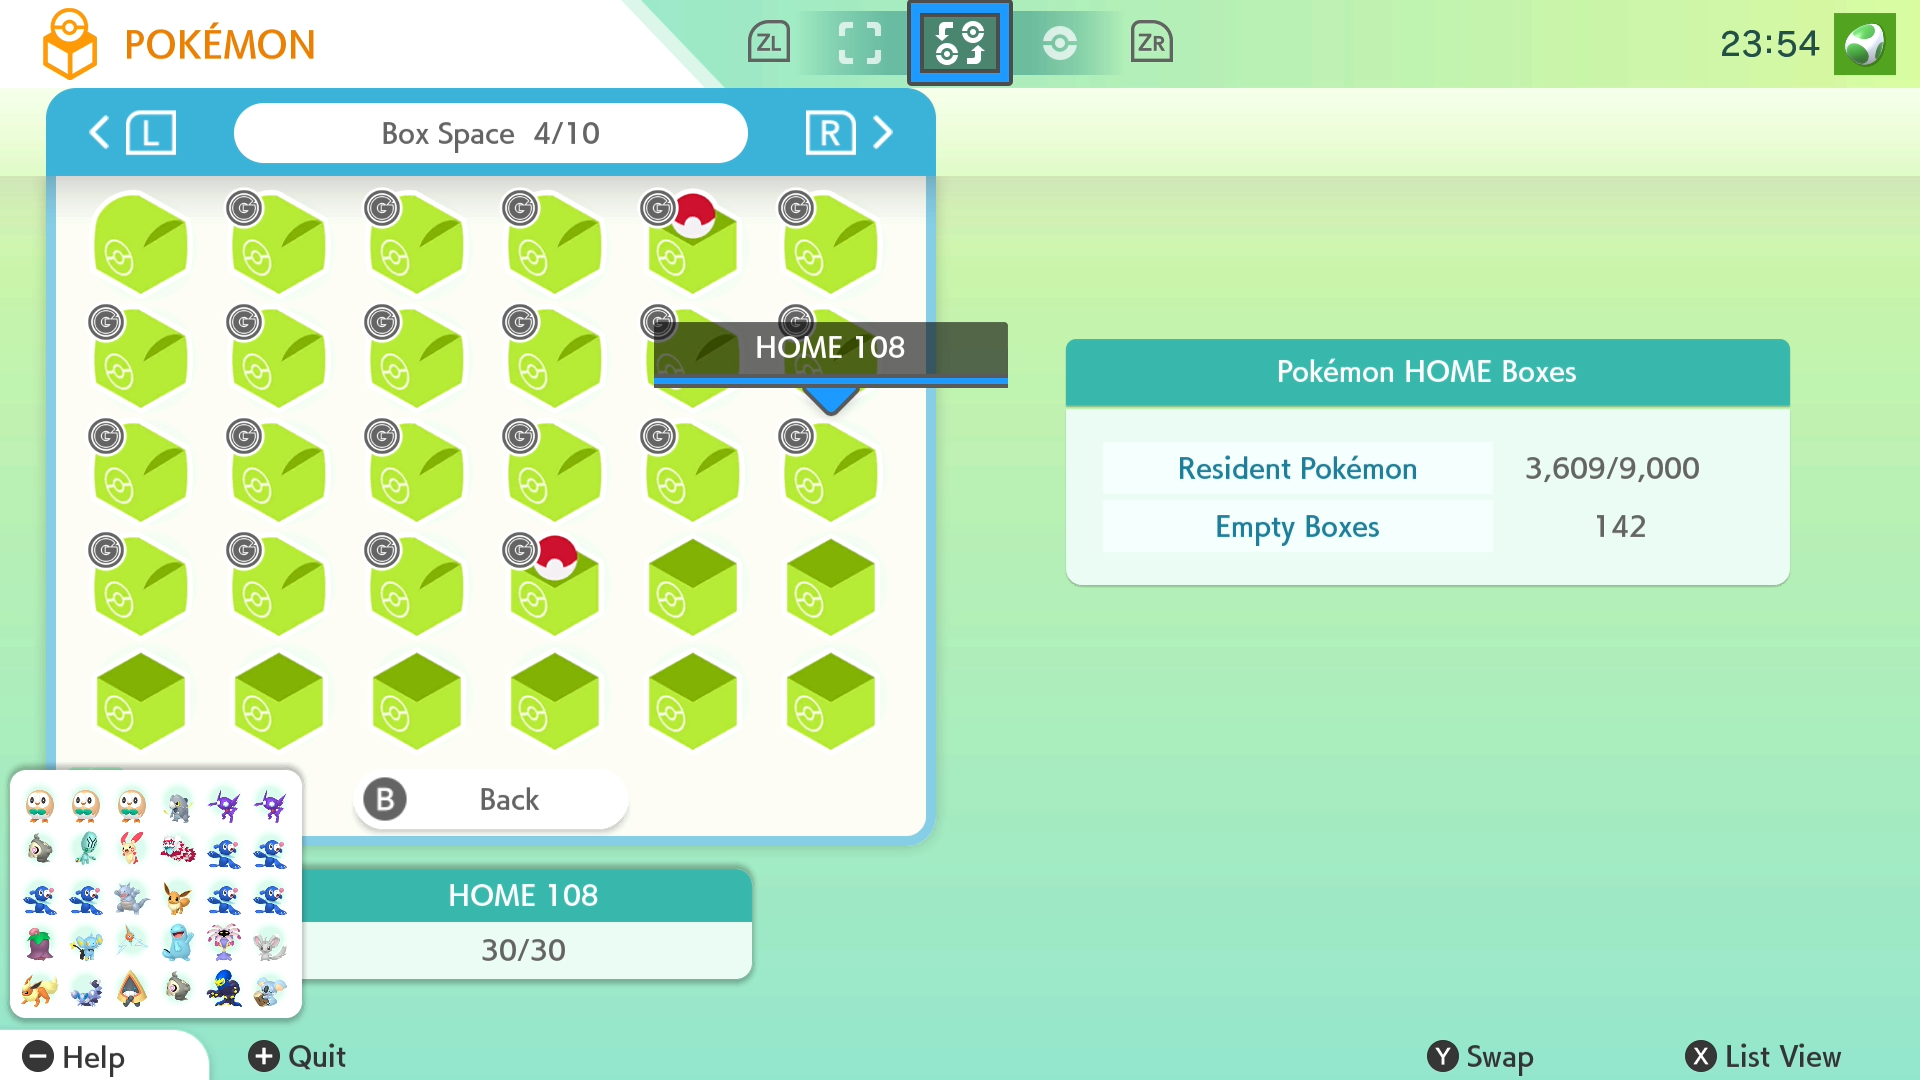 POKÉMON
ZL
ZR
23:54
L
Box Space 4/10
R
HOME 108
Pokémon HOME Boxes
Resident Pokémon 3,609/9,000
Empty Boxes 142
B Back
HOME 108
30/30
Help
Quit
Y Swap
X List View